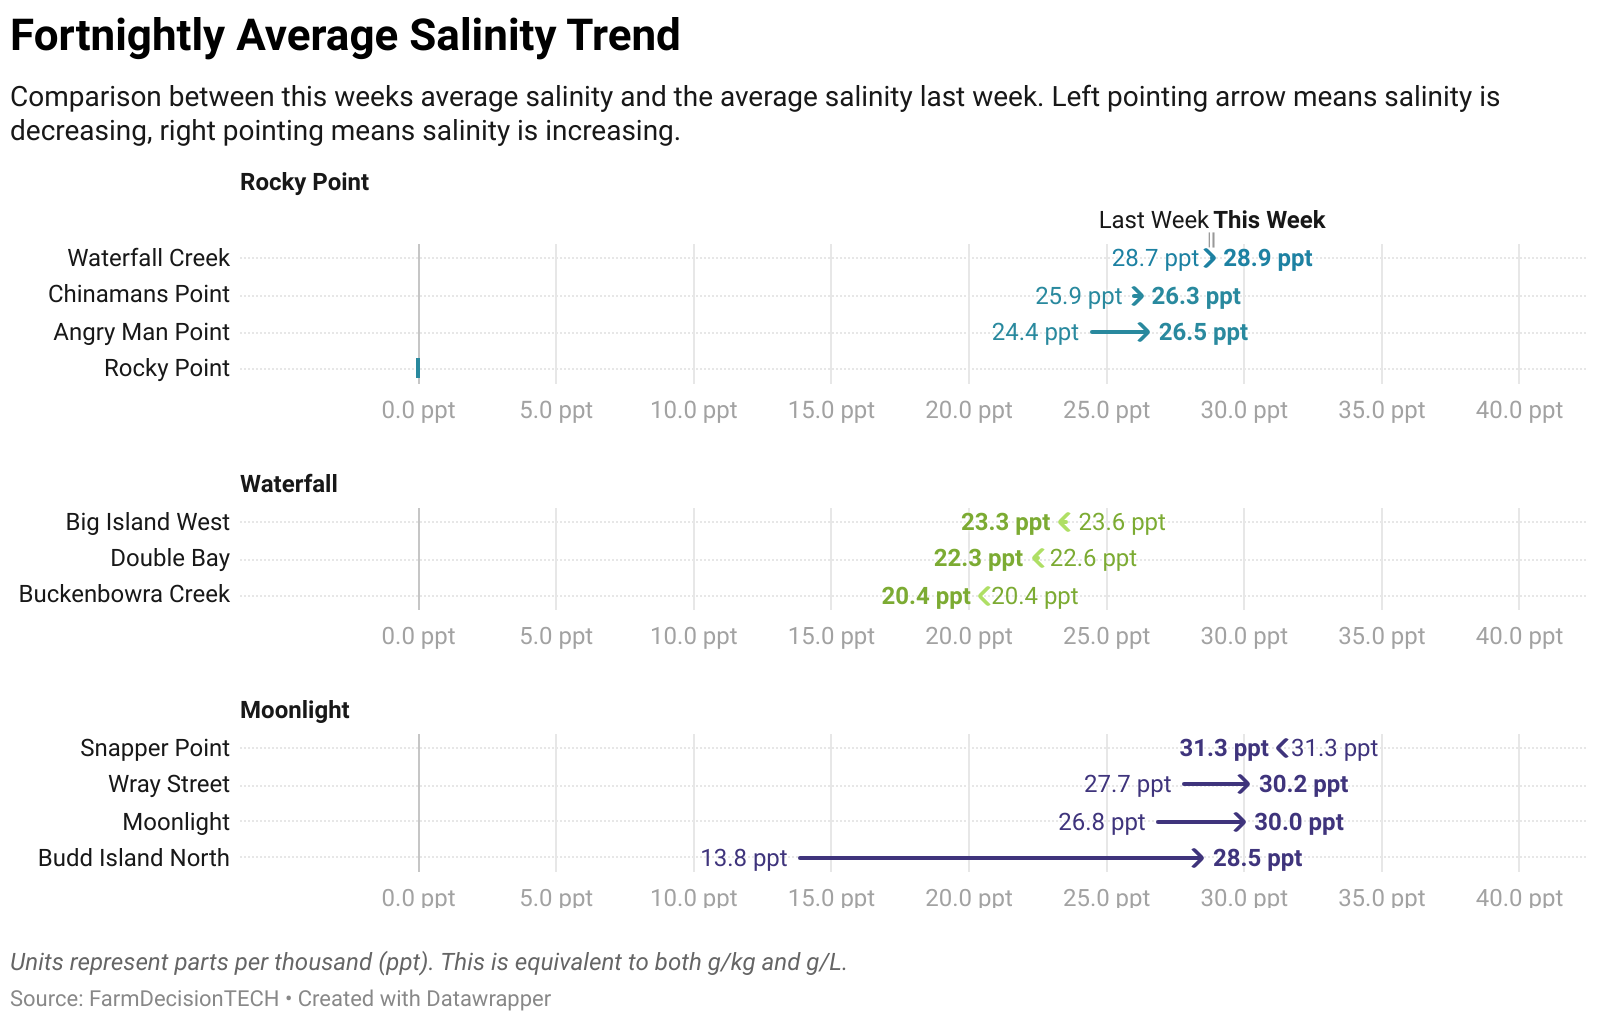 Fortnightly Average Salinity Trend
Comparison between this weeks average salinity and the average salinity last week. Left pointing arrow means salinity is
decreasing, right pointing means salinity is increasing.
Rocky Point
Last Week This Week
Waterfall Creek 28.7 ppt 28.9 ppt
Chinamans Point 25.9 ppt 26.3 ppt
Angry Man Point 24.4 ppt 26.5 ppt
Rocky Point
0.0 ppt 5.0 ppt 10.0 ppt 15.0 ppt 20.0 ppt 25.0 ppt 30.0 ppt 35.0 ppt 40.0 ppt
Waterfall
Big Island West 23.3 ppt 23.6 ppt
Double Bay 22.3 ppt 22.6 ppt
Buckenbowra Creek 20.4 ppt 20.4 ppt
0.0 ppt 5.0 ppt 10.0 ppt 15.0 ppt 20.0 ppt 25.0 ppt 30.0 ppt 35.0 ppt 40.0 ppt
Moonlight
Snapper Point 31.3 ppt 31.3 ppt
Wray Street 27.7 ppt 30.2 ppt
Moonlight 26.8 ppt 30.0 ppt
Budd Island North 13.8 ppt 28.5 ppt
0.0 ppt 5.0 ppt 10.0 ppt 15.0 ppt 20.0 ppt 25.0 ppt 30.0 ppt 35.0 ppt 40.0 ppt
Units represent parts per thousand (ppt). This is equivalent to both g/kg and g/L.
Source: FarmDecisionTECH • Created with Datawrapper